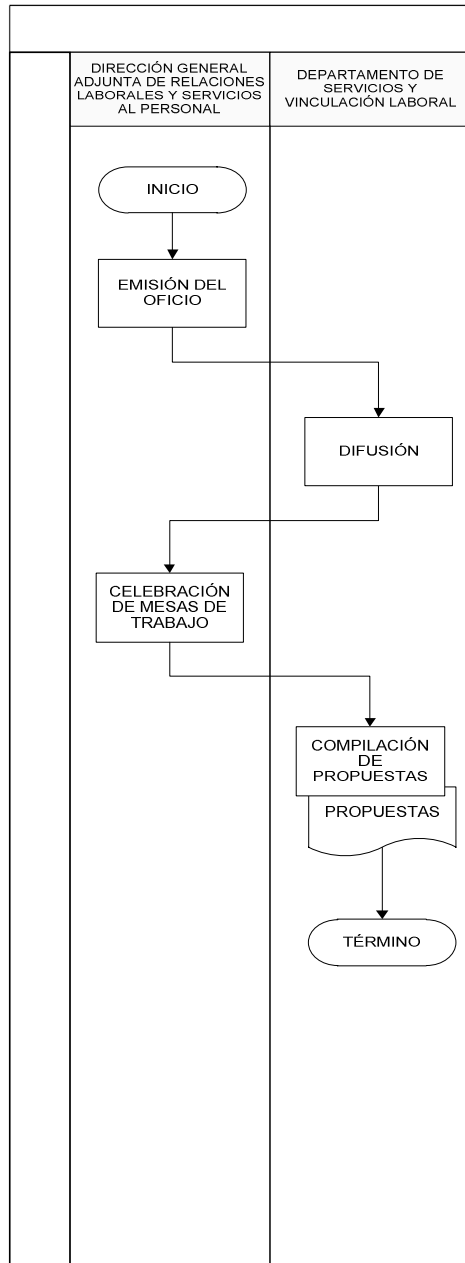 DIRECCIÓN GENERAL
ADJUNTA DE RELACIONES
LABORALES Y SERVICIOS
AL PERSONAL
DEPARTAMENTO DE
SERVICIOS Y
VINCULACIÓN LABORAL
INICIO
EMISIÓN DEL
OFICIO
DIFUSIÓN
CELEBRACIÓN
DE MESAS DE
TRABAJO
COMPILACIÓN
DE
PROPUESTAS
PROPUESTAS
TÉRMINO